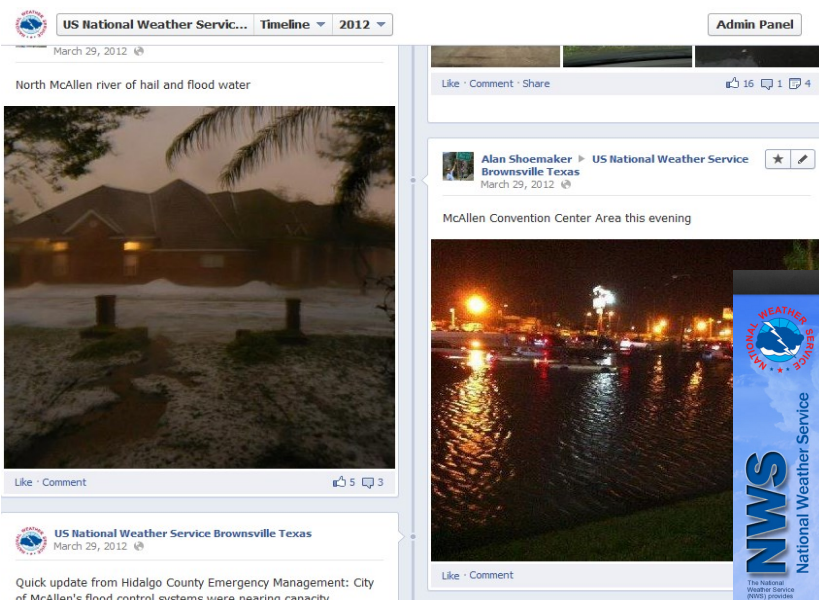 US National Weather Servic...
Timeline
2012
Admin Panel
March 29, 2012
North McAllen river of hail and flood water
Like · Comment
5
3
US National Weather Service Brownsville Texas
March 29, 2012
Quick update from Hidalgo County Emergency Management: City
of McAllen's flood control systems were nearing capacity
Like · Comment · Share
16
1
4
Alan Shoemaker
US National Weather Service
Brownsville Texas
March 29, 2012
McAllen Convention Center Area this evening
Like · Comment
NATIONAL WEATHER SERVICE
NWS
National Weather Service
The National
Weather Service
(NWS) provides